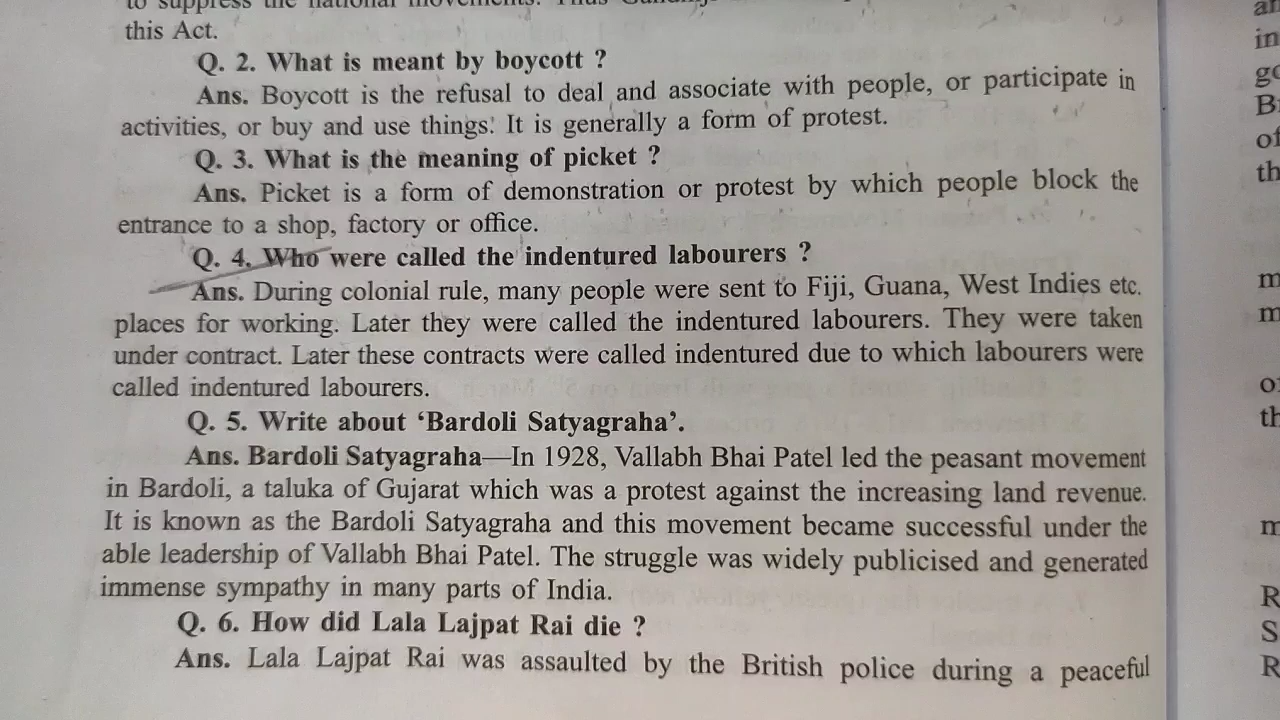 to suppress the national movements. Thus
this Act.
Q. 2. What is meant by boycott ?
Ans. Boycott is the refusal to deal and associate with people, or participate in
activities, or buy and use things. It is generally a form of protest.
Q. 3. What is the meaning of picket ?
Ans. Picket is a form of demonstration or protest by which people block the
entrance to a shop, factory or office.
Q. 4. Who were called the indentured labourers ?
Ans. During colonial rule, many people were sent to Fiji, Guana, West Indies etc.
places for working. Later they were called the indentured labourers. They were taken
under contract. Later these contracts were called indentured due to which labourers were
called indentured labourers.
Q. 5. Write about ‘Bardoli Satyagraha’.
Ans. Bardoli Satyagraha—In 1928, Vallabh Bhai Patel led the peasant movement
in Bardoli, a taluka of Gujarat which was a protest against the increasing land revenue.
It is known as the Bardoli Satyagraha and this movement became successful under the
able leadership of Vallabh Bhai Patel. The struggle was widely publicised and generated
immense sympathy in many parts of India.
Q. 6. How did Lala Lajpat Rai die ?
Ans. Lala Lajpat Rai was assaulted by the British police during a peaceful